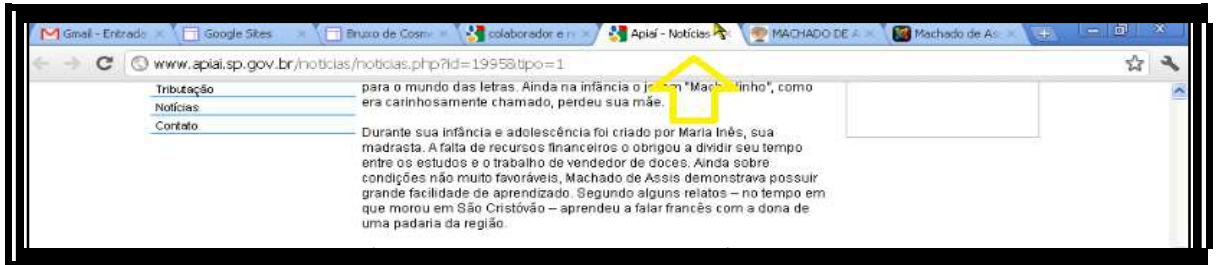 Gmail - Entrada
Google Sites
Bruxo de Cosm
colaborador e r
Apiaí - Notícias
MACHADO DE A
Machado de As
www.apiai.sp.gov.br/noticias/noticias.php?id=1995&tipo=1
Tributação
Notícias
Contato
para o mundo das letras. Ainda na infância o "Mach inho", como
era carinhosamente chamado, perdeu sua mãe.
Durante sua infância e adolescência foi criado por Maria Inês, sua
madrasta. A falta de recursos financeiros o obrigou a dividir seu tempo
entre os estudos e o trabalho de vendedor de doces. Ainda sobre
condições não muito favoráveis, Machado de Assis demonstrava possuir
grande facilidade de aprendizado. Segundo alguns relatos – no tempo em
que morou em São Cristóvão – aprendeu a falar francês com a dona de
uma padaria da região.